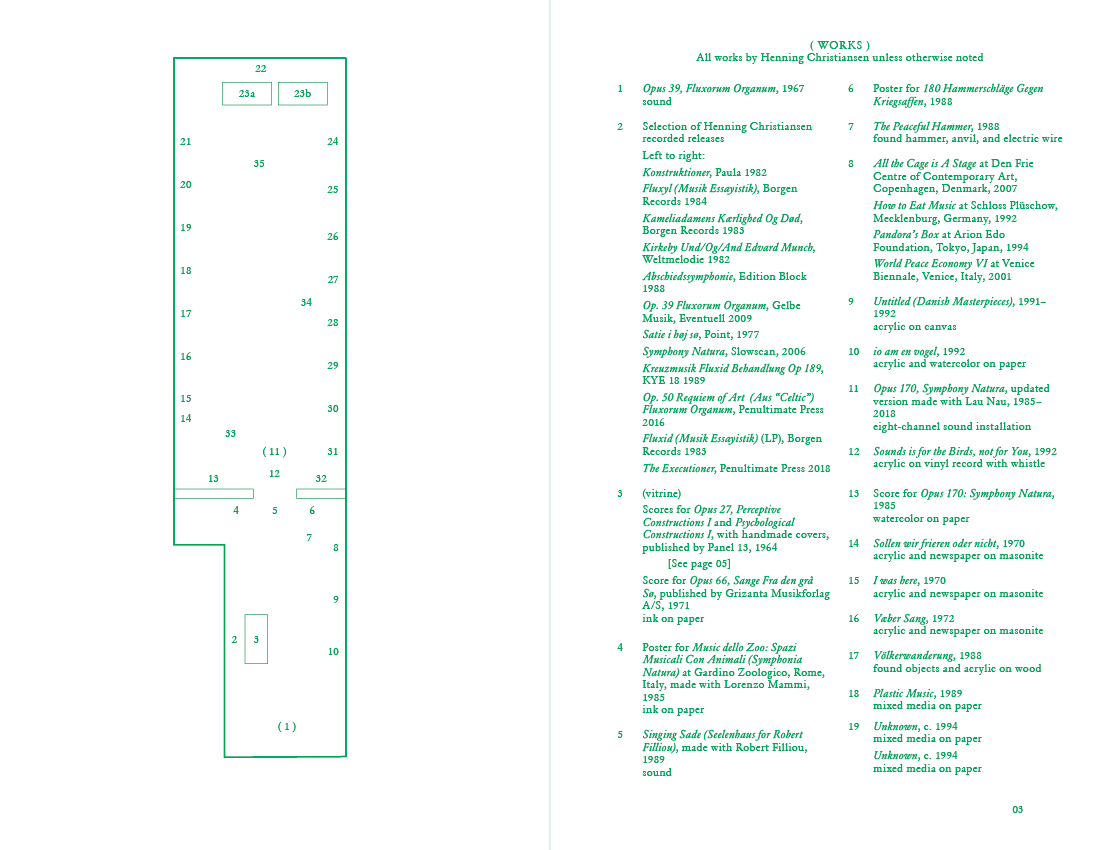 22
23a 23b
21 24
35
20 25
19 26
18 27
34
17 28
16 29
15 30
14
33
( 11 ) 31
12
13 32
4 5 6
7
8
9
2 3 10
( 1 )
( WORKS )
All works by Henning Christiansen unless otherwise noted
1 Opus 39, Fluxorum Organum, 1967
sound
2 Selection of Henning Christiansen
recorded releases
Left to right:
Konstruktioner, Paula 1982
Fluxyl (Musik Essayistik), Borgen
Records 1984
Kameliadamens Kærlighed Og Død,
Borgen Records 1983
Kirkeby Und/Og/And Edvard Munch,
Weltmelodie 1982
Abschiedssymphonie, Edition Block
1988
Op. 39 Fluxorum Organum, Gelbe
Musik, Eventuell 2009
Satie i høj sø, Point, 1977
Symphony Natura, Slowscan, 2006
Kreuzmusik Fluxid Behandlung Op 189,
KYE 18 1989
Op. 50 Requiem of Art (Aus “Celtic”)
Fluxorum Organum, Penultimate Press
2016
Fluxid (Musik Essayistik) (LP), Borgen
Records 1983
The Executioner, Penultimate Press 2018
3 (vitrine)
Scores for Opus 27, Perceptive
Constructions I and Psychological
Constructions I, with handmade covers,
published by Panel 13, 1964
[See page 05]
Score for Opus 66, Sange Fra den grå
Sø, published by Grizanta Musikforlag
A/S, 1971
ink on paper
4 Poster for Music dello Zoo: Spazi
Musicali Con Animali (Symphonia
Natura) at Gardino Zoologico, Rome,
Italy, made with Lorenzo Mammi,
1985
ink on paper
5 Singing Sade (Seelenhaus for Robert
Filliou), made with Robert Filliou,
1989
sound
6 Poster for 180 Hammerschläge Gegen
Kriegsaffen, 1988
7 The Peaceful Hammer, 1988
found hammer, anvil, and electric wire
8 All the Cage is A Stage at Den Frie
Centre of Contemporary Art,
Copenhagen, Denmark, 2007
How to Eat Music at Schloss Plüschow,
Mecklenburg, Germany, 1992
Pandora’s Box at Arion Edo
Foundation, Tokyo, Japan, 1994
World Peace Economy VI at Venice
Biennale, Venice, Italy, 2001
9 Untitled (Danish Masterpieces), 1991–
1992
acrylic on canvas
10 io am en vogel, 1992
acrylic and watercolor on paper
11 Opus 170, Symphony Natura, updated
version made with Lau Nau, 1985–
2018
eight-channel sound installation
12 Sounds is for the Birds, not for You, 1992
acrylic on vinyl record with whistle
13 Score for Opus 170: Symphony Natura,
1985
watercolor on paper
14 Sollen wir frieren oder nicht, 1970
acrylic and newspaper on masonite
15 I was here, 1970
acrylic and newspaper on masonite
16 Væber Sang, 1972
acrylic and newspaper on masonite
17 Völkerwanderung, 1988
found objects and acrylic on wood
18 Plastic Music, 1989
mixed media on paper
19 Unknown, c. 1994
mixed media on paper
Unknown, c. 1994
mixed media on paper
03